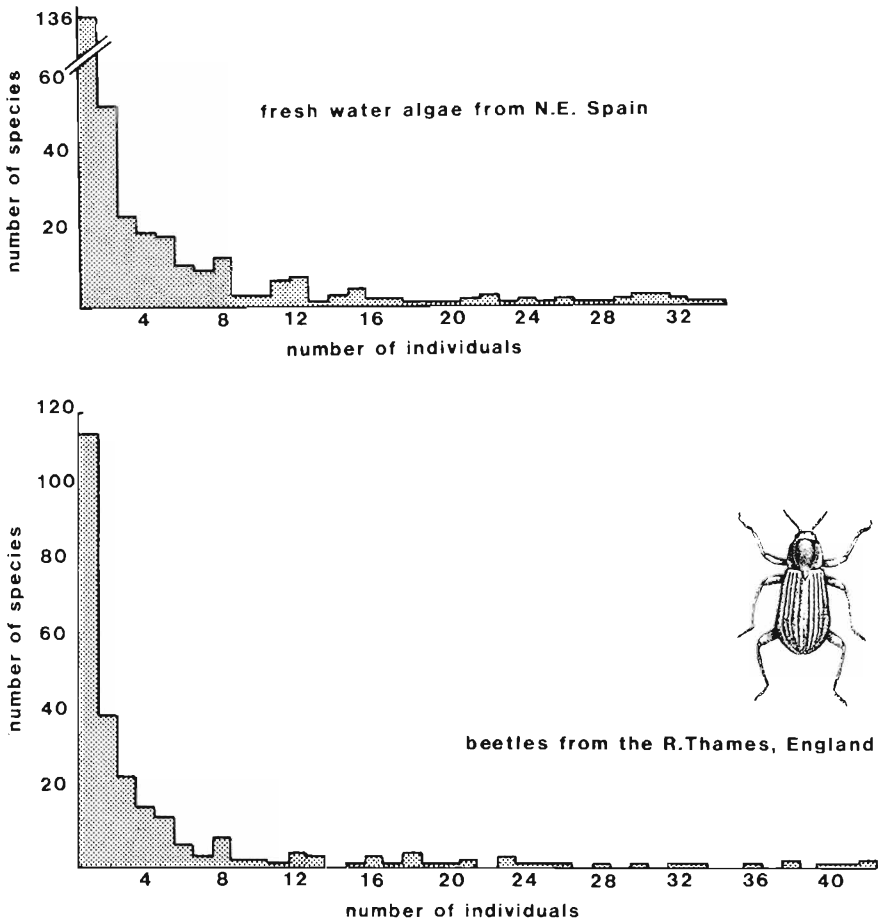 136
60
40
20
number of species
fresh water algae from N.E. Spain
4 8 12 16 20 24 28 32
number of individuals
120
100
80
60
40
20
number of species
beetles from the R.Thames, England
4 8 12 16 20 24 28 32 36 40
number of individuals